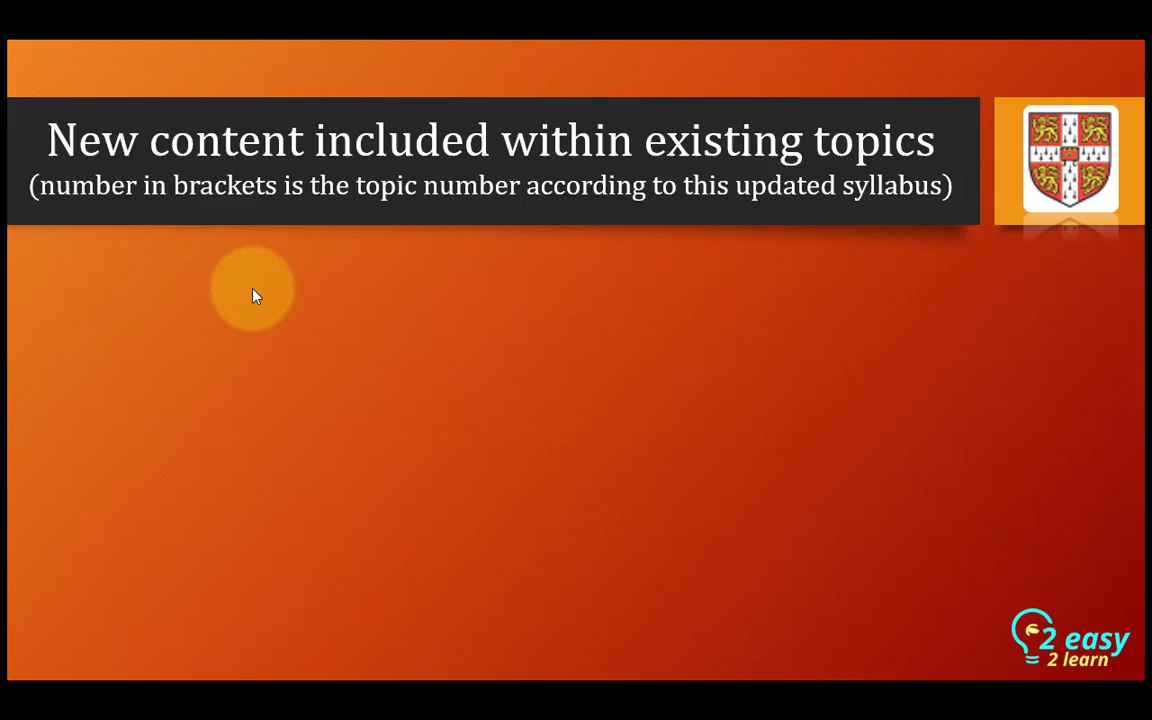 New content included within existing topics
(number in brackets is the topic number according to this updated syllabus)
2 easy
2 learn